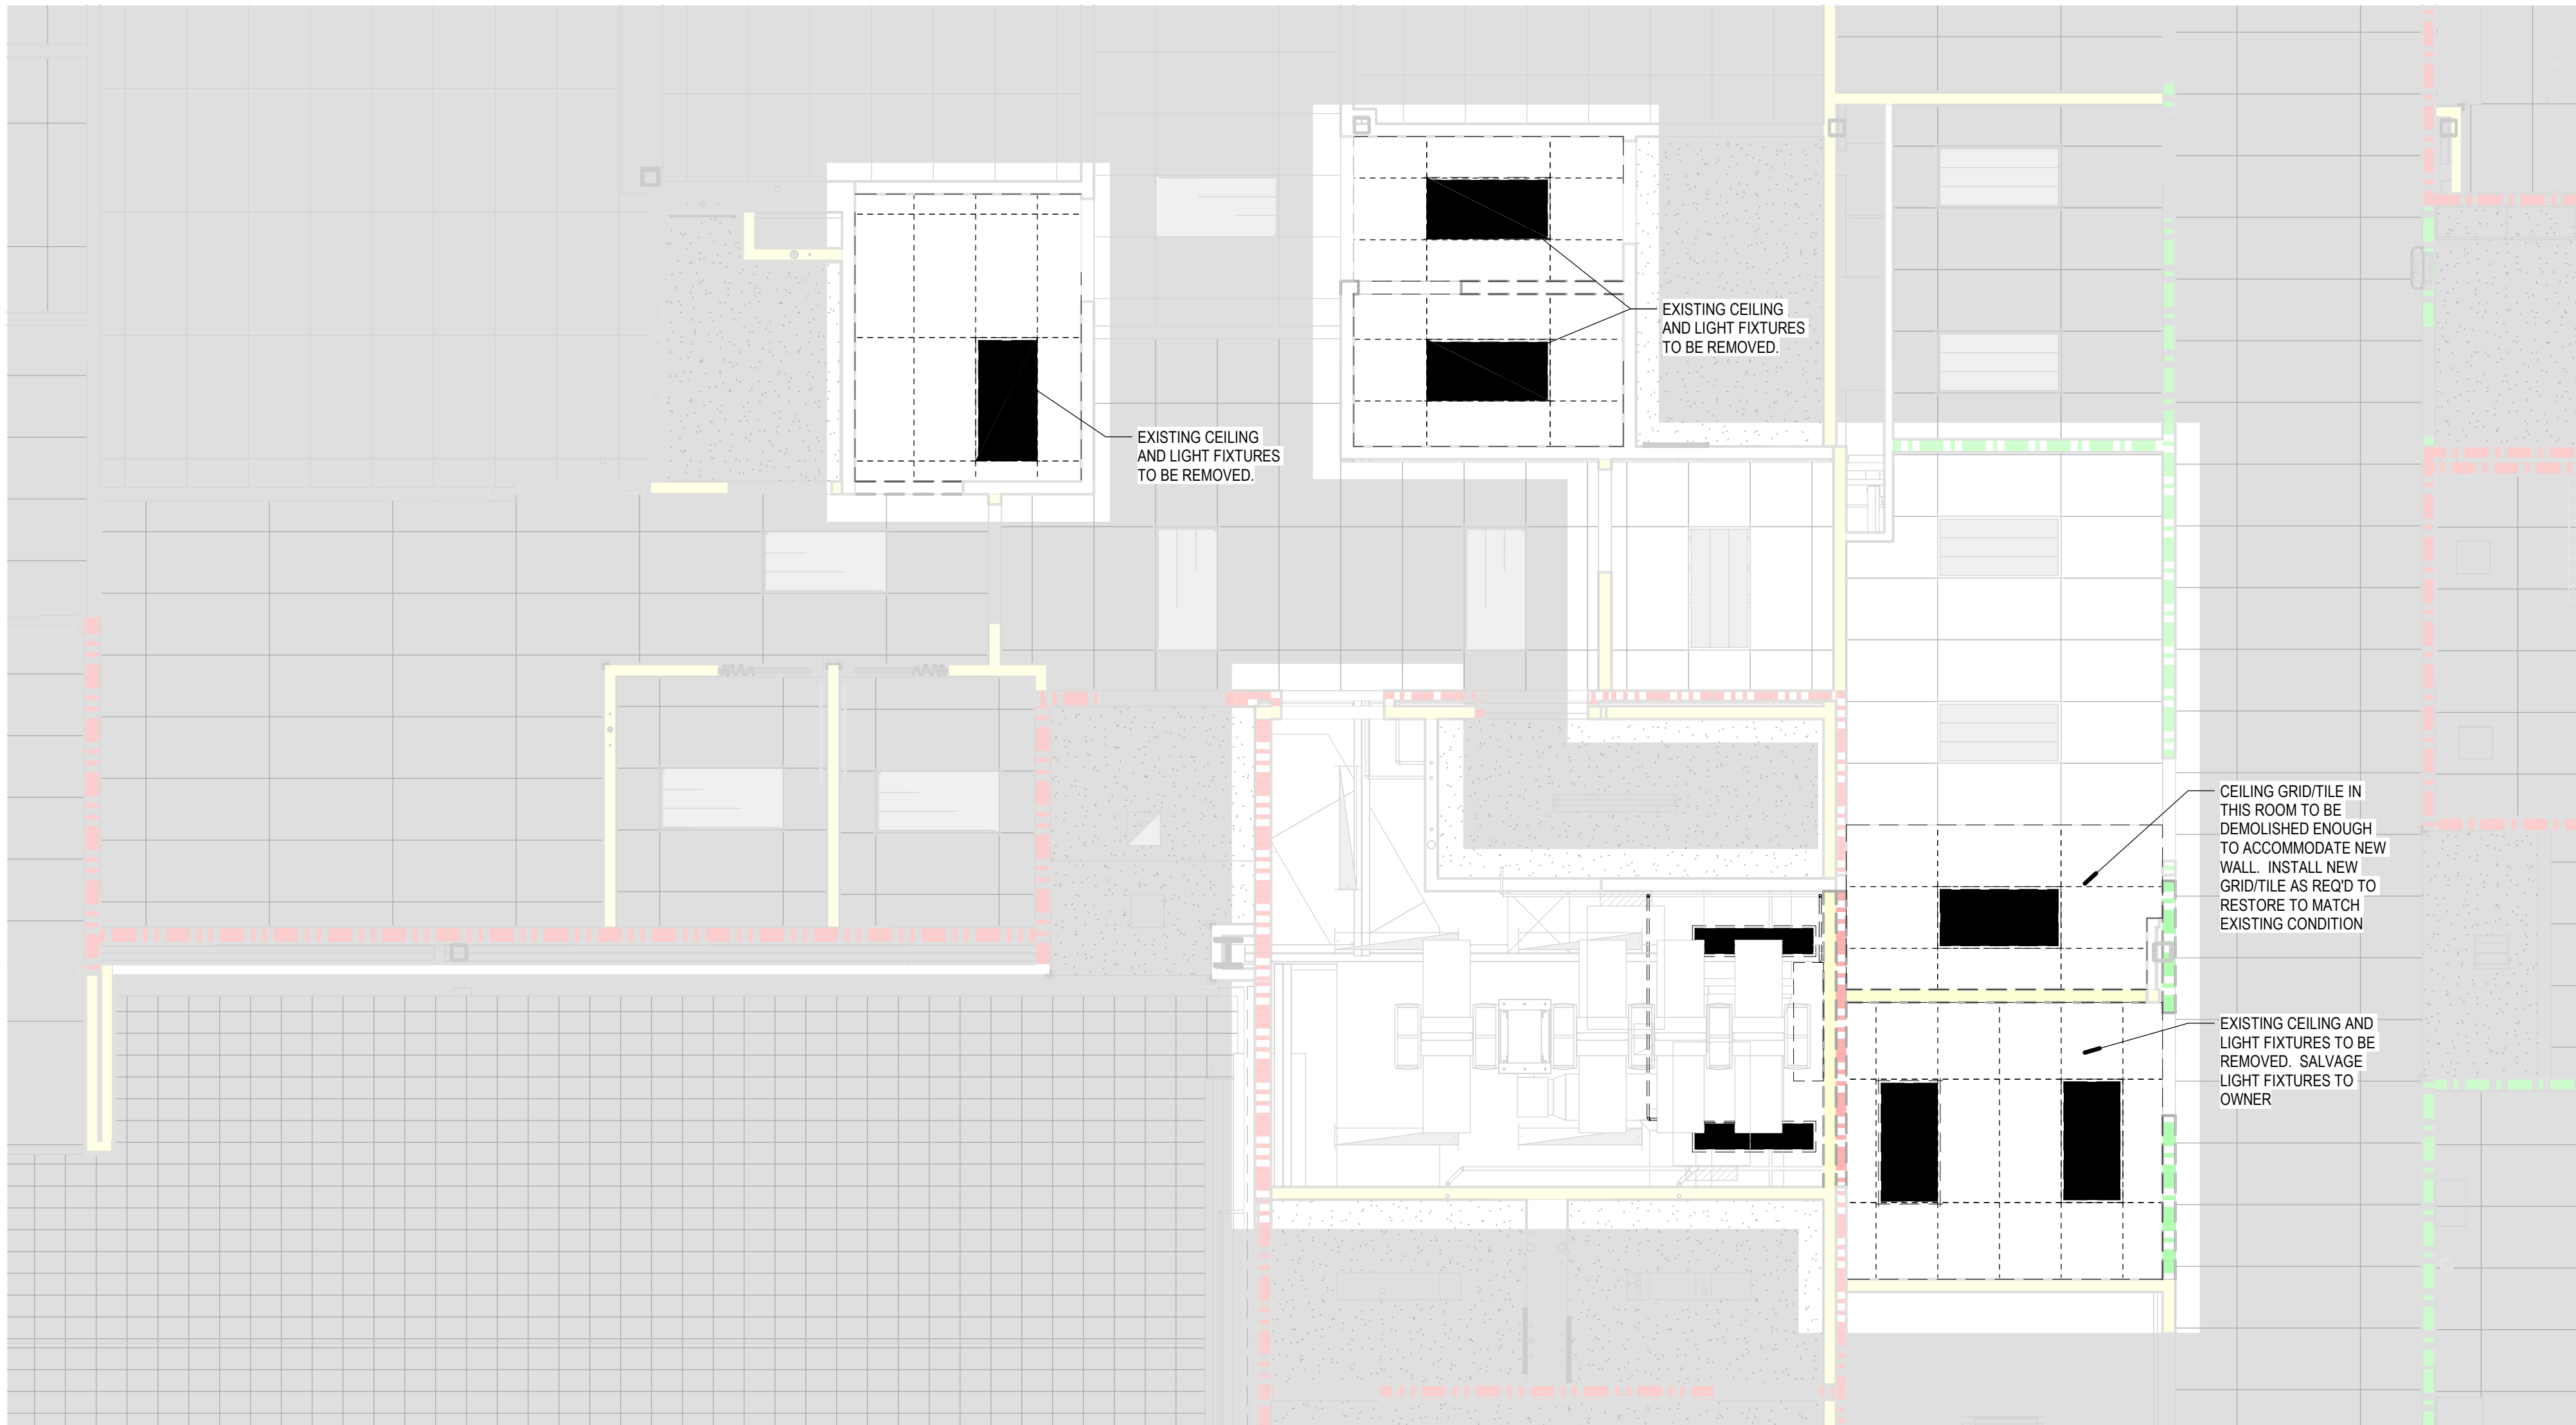 EXISTING CEILING
AND LIGHT FIXTURES
TO BE REMOVED.
EXISTING CEILING
AND LIGHT FIXTURES
TO BE REMOVED.
CEILING GRID/TILE IN
THIS ROOM TO BE
DEMOLISHED ENOUGH
TO ACCOMMODATE NEW
WALL.  INSTALL NEW
GRID/TILE AS REQ'D TO
RESTORE TO MATCH
EXISTING CONDITION
EXISTING CEILING AND
LIGHT FIXTURES TO BE
REMOVED.  SALVAGE
LIGHT FIXTURES TO
OWNER